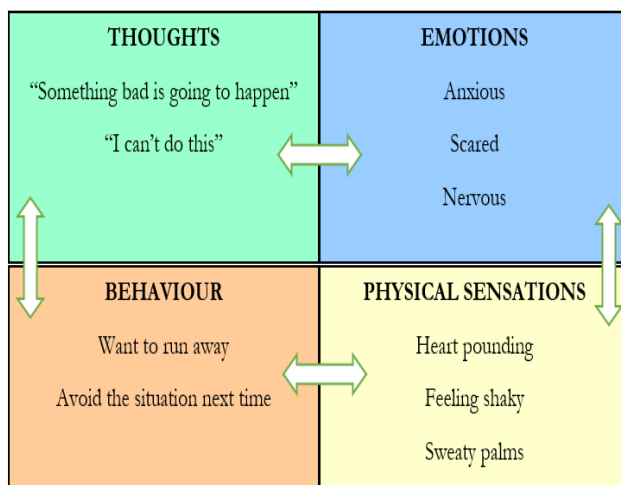 THOUGHTS
“Something bad is going to happen”
“I can’t do this”
EMOTIONS
Anxious
Scared
Nervous
BEHAVIOUR
Want to run away
Avoid the situation next time
PHYSICAL SENSATIONS
Heart pounding
Feeling shaky
Sweaty palms